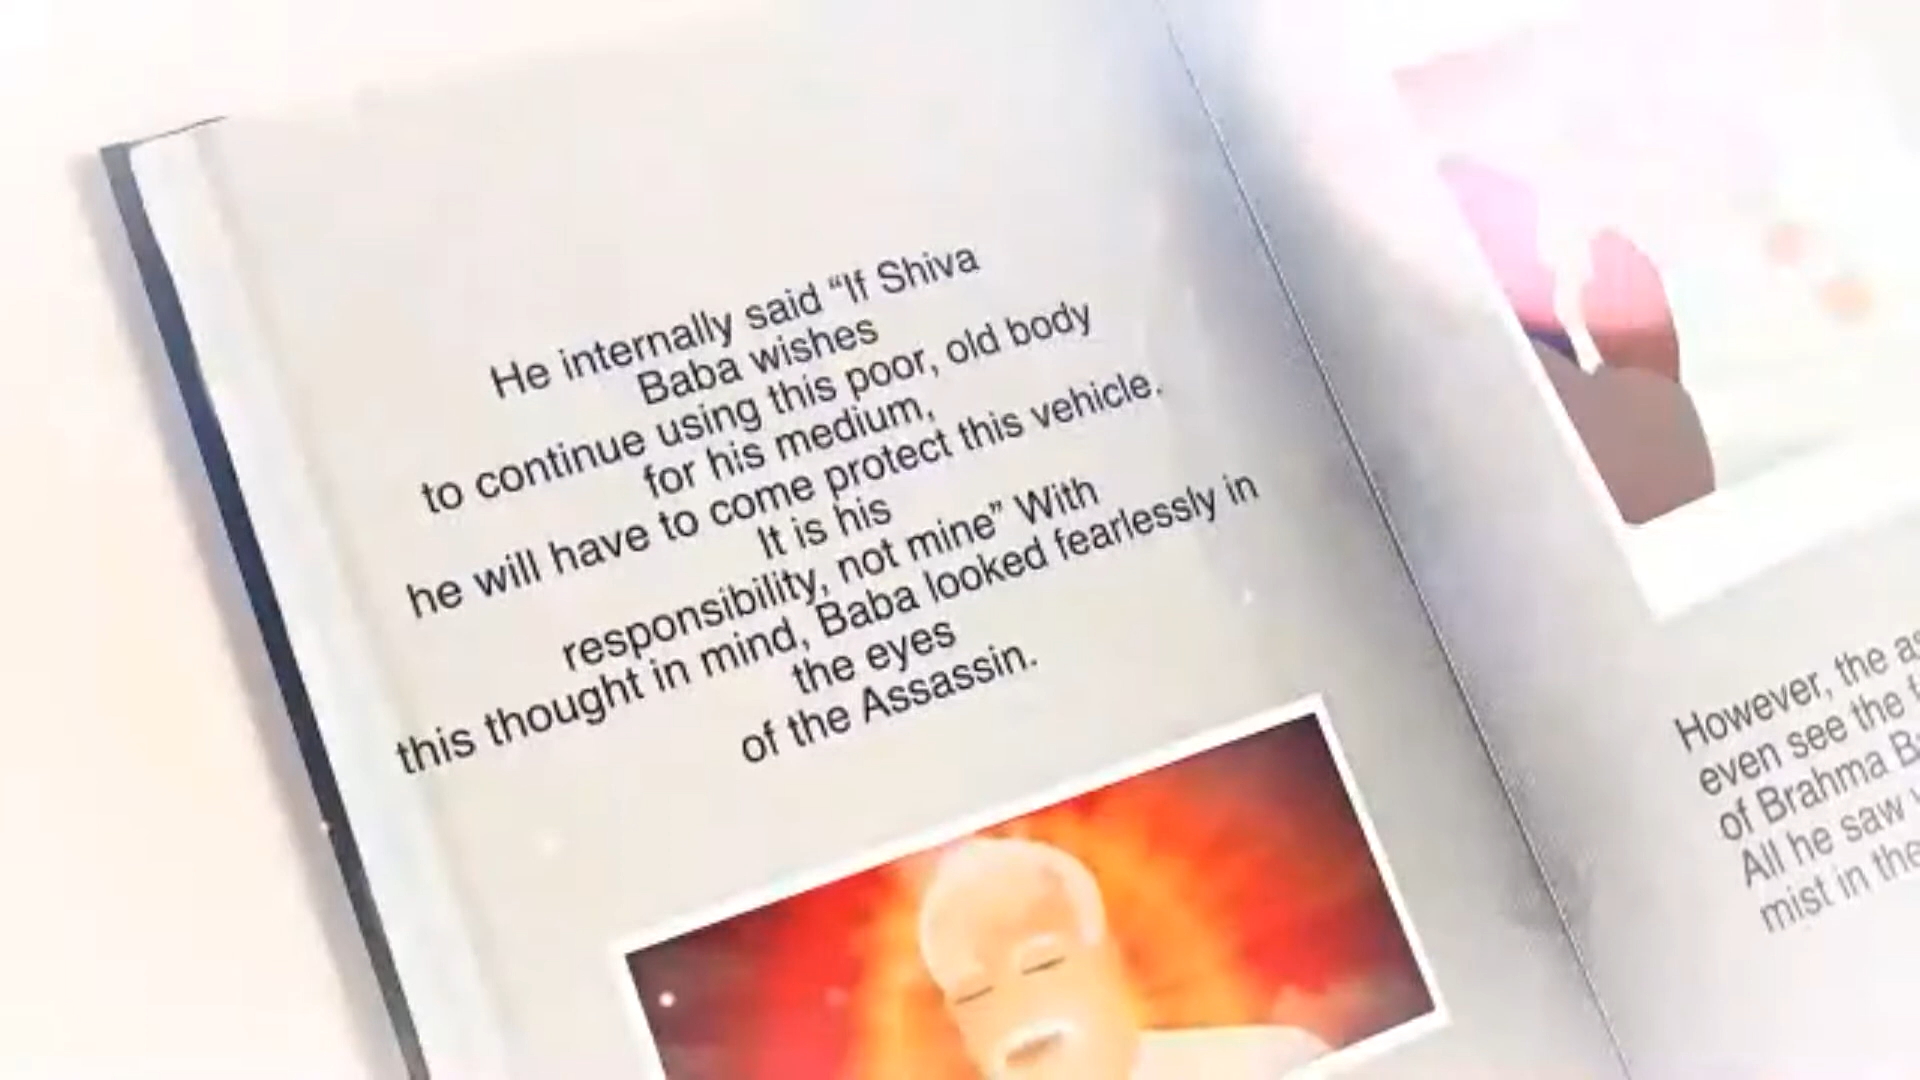 He internally said “If Shiva
Baba wishes
to continue using this poor, old body
for his medium,
he will have to come protect this vehicle.
It is his
responsibility, not mine” With
this thought in mind, Baba looked fearlessly in
the eyes
of the Assassin.
However, the
even see the
of Brahma
All he saw
mist in the